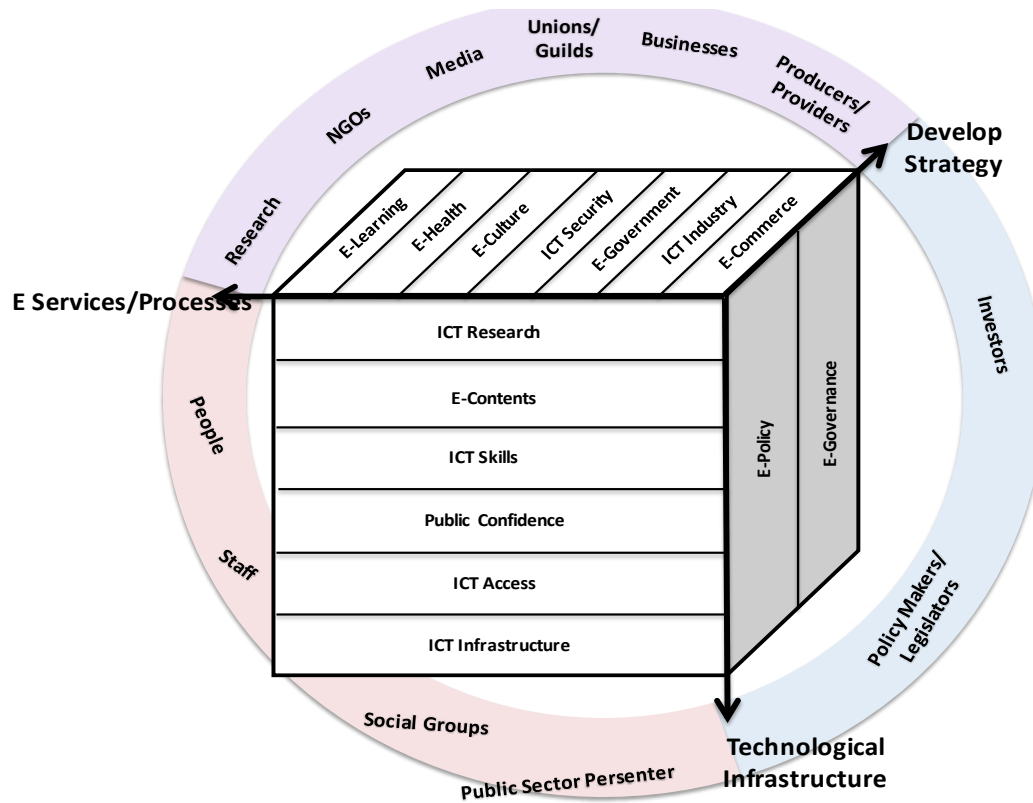 Unions/
Guilds
Businesses
Media
Producers/
Providers
NGOs
Develop
Strategy
Research
E-Learning
E-Health
E-Culture
ICT Security
E-Government
ICT Industry
E-Commerce
E Services/Processes
ICT Research
Investors
E-Contents
People
E-Policy
E-Governance
ICT Skills
Public Confidence
Staff
ICT Access
Policy Makers/
Legislators
ICT Infrastructure
Social Groups
Technological
Infrastructure
Public Sector Persenter